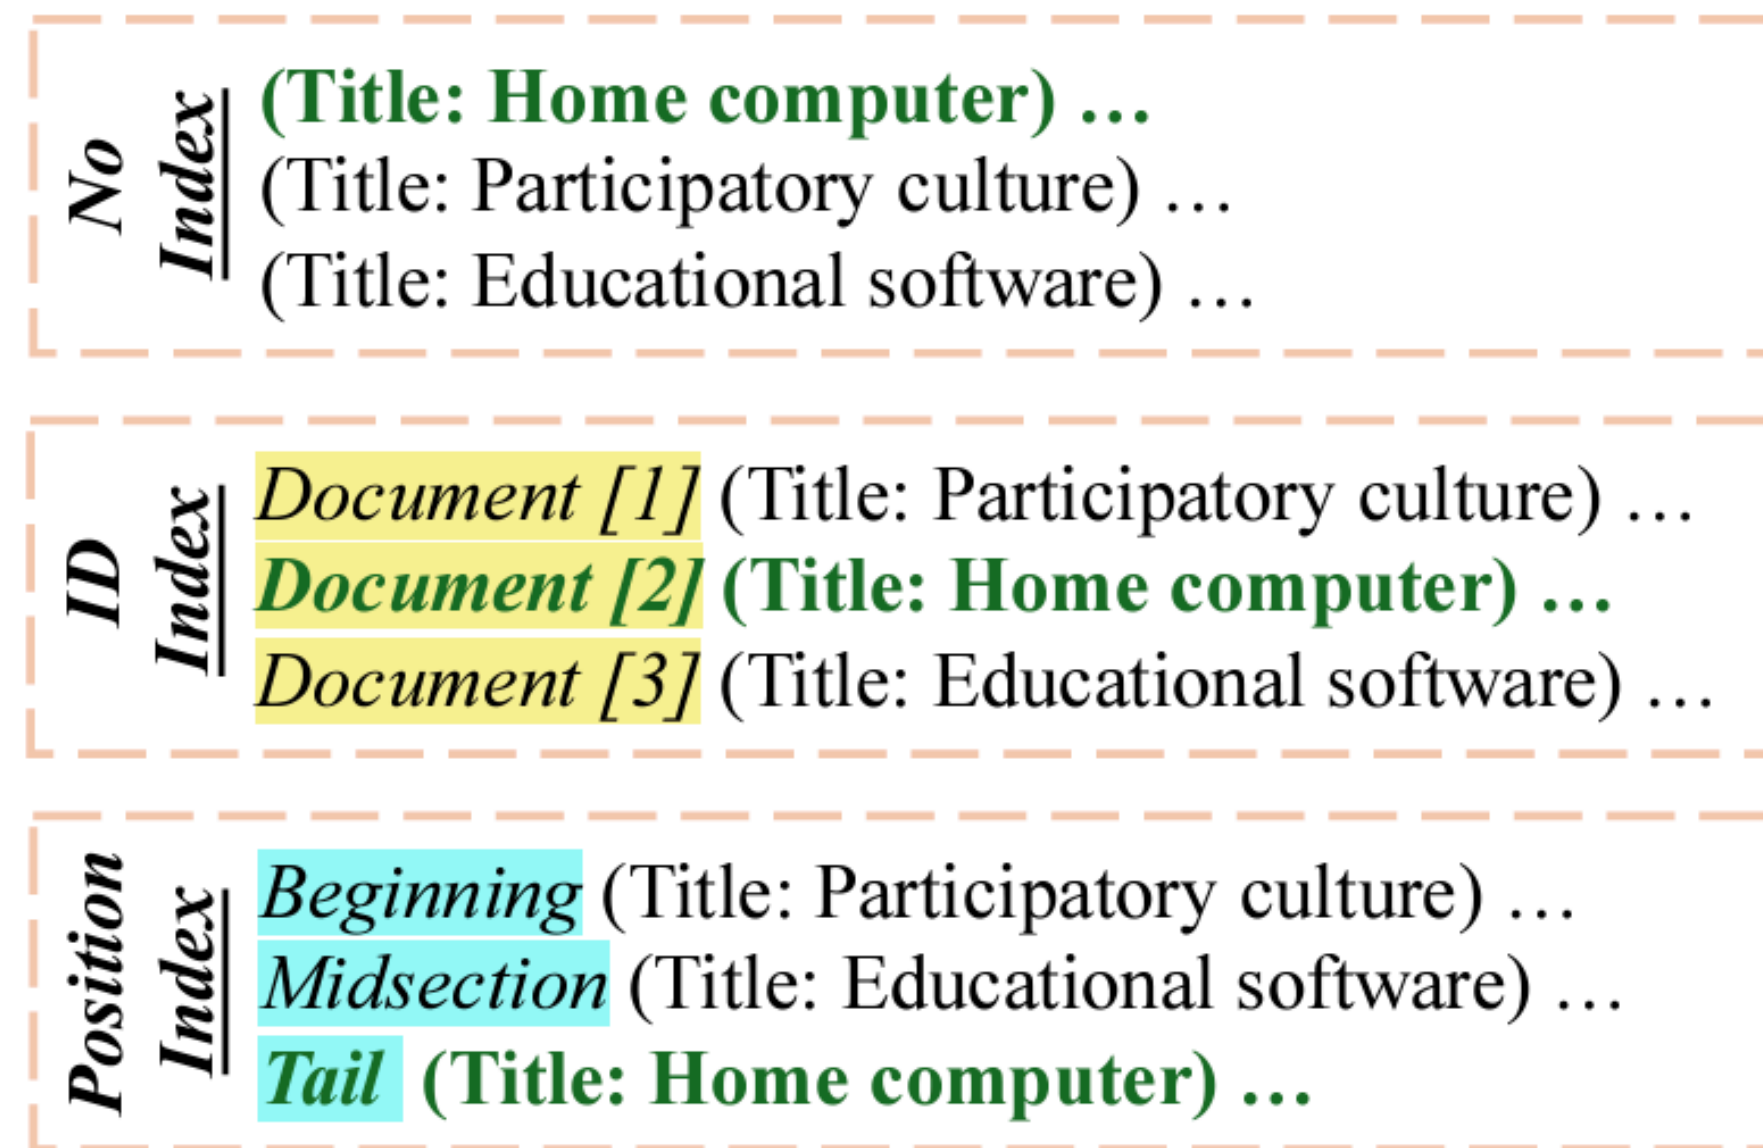 No
Index
(Title: Home computer) …
(Title: Participatory culture) …
(Title: Educational software) …
ID
Index
Document [1] (Title: Participatory culture) …
Document [2] (Title: Home computer) …
Document [3] (Title: Educational software) …
Position
Index
Beginning (Title: Participatory culture) …
Midsection (Title: Educational software) …
Tail (Title: Home computer) …